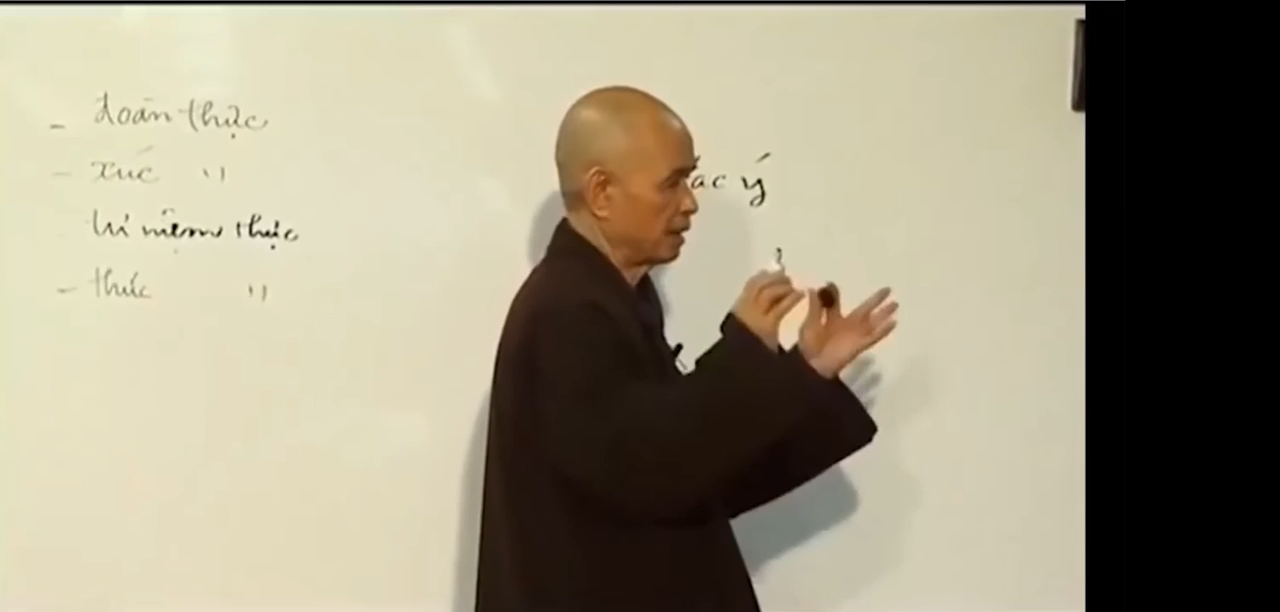 - đoàn thực
- xúc "
tư niệm thực
- thức "
ác ý